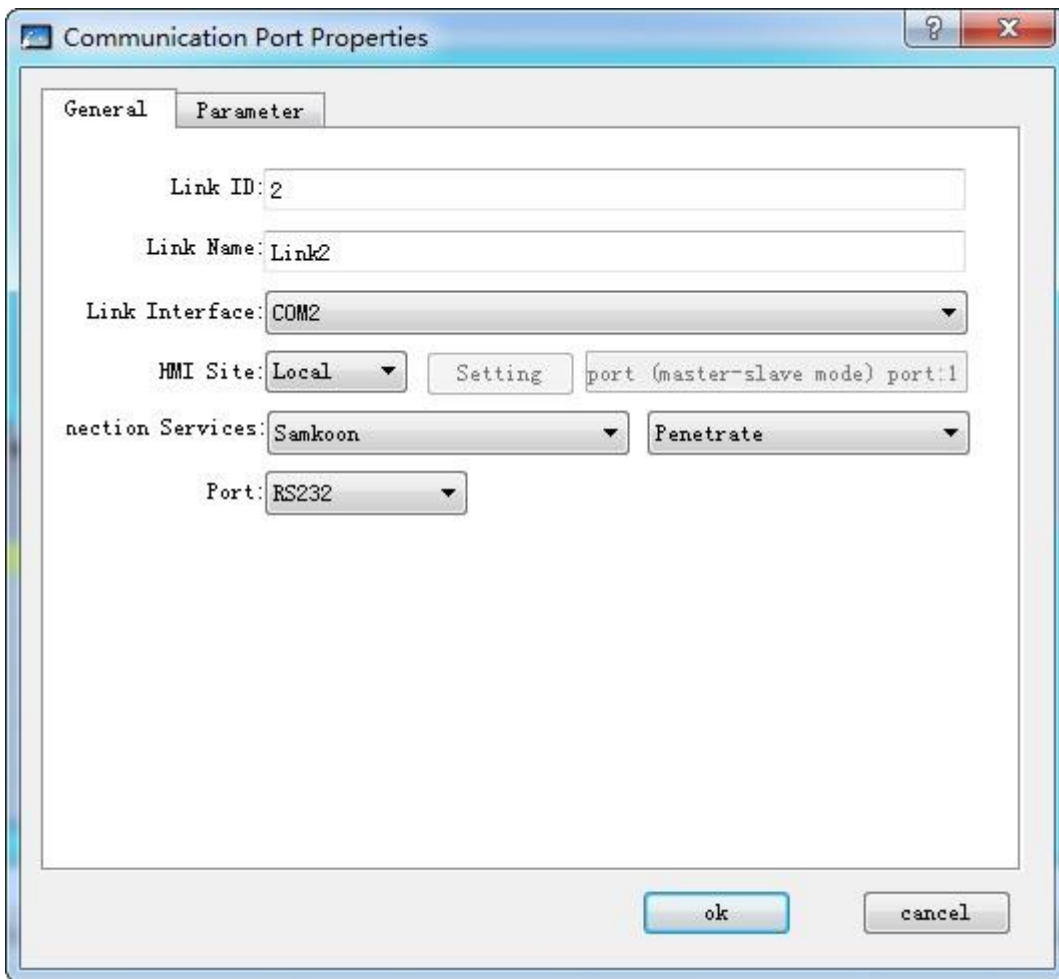 Communication Port Properties
General Parameter
Link ID: 2
Link Name: Link2
Link Interface: COM2
HMI Site: Local Setting port (master-slave mode) port:1
nection Services: Samkoon Penetrate
Port: RS232
ok cancel